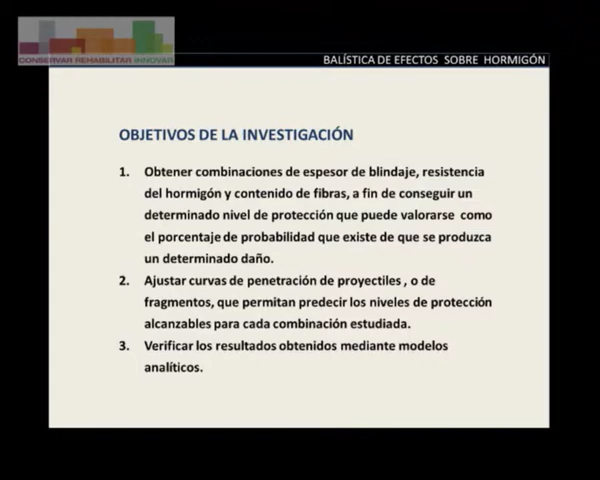 CONSERVAR REHABILITAR INNOVAR
BALÍSTICA DE EFECTOS SOBRE HORMIGÓN
OBJETIVOS DE LA INVESTIGACIÓN
1. Obtener combinaciones de espesor de blindaje, resistencia
del hormigón y contenido de fibras, a fin de conseguir un
determinado nivel de protección que puede valorarse como
el porcentaje de probabilidad que existe de que se produzca
un determinado daño.
2. Ajustar curvas de penetración de proyectiles , o de
fragmentos, que permitan predecir los niveles de protección
alcanzables para cada combinación estudiada.
3. Verificar los resultados obtenidos mediante modelos
analíticos.